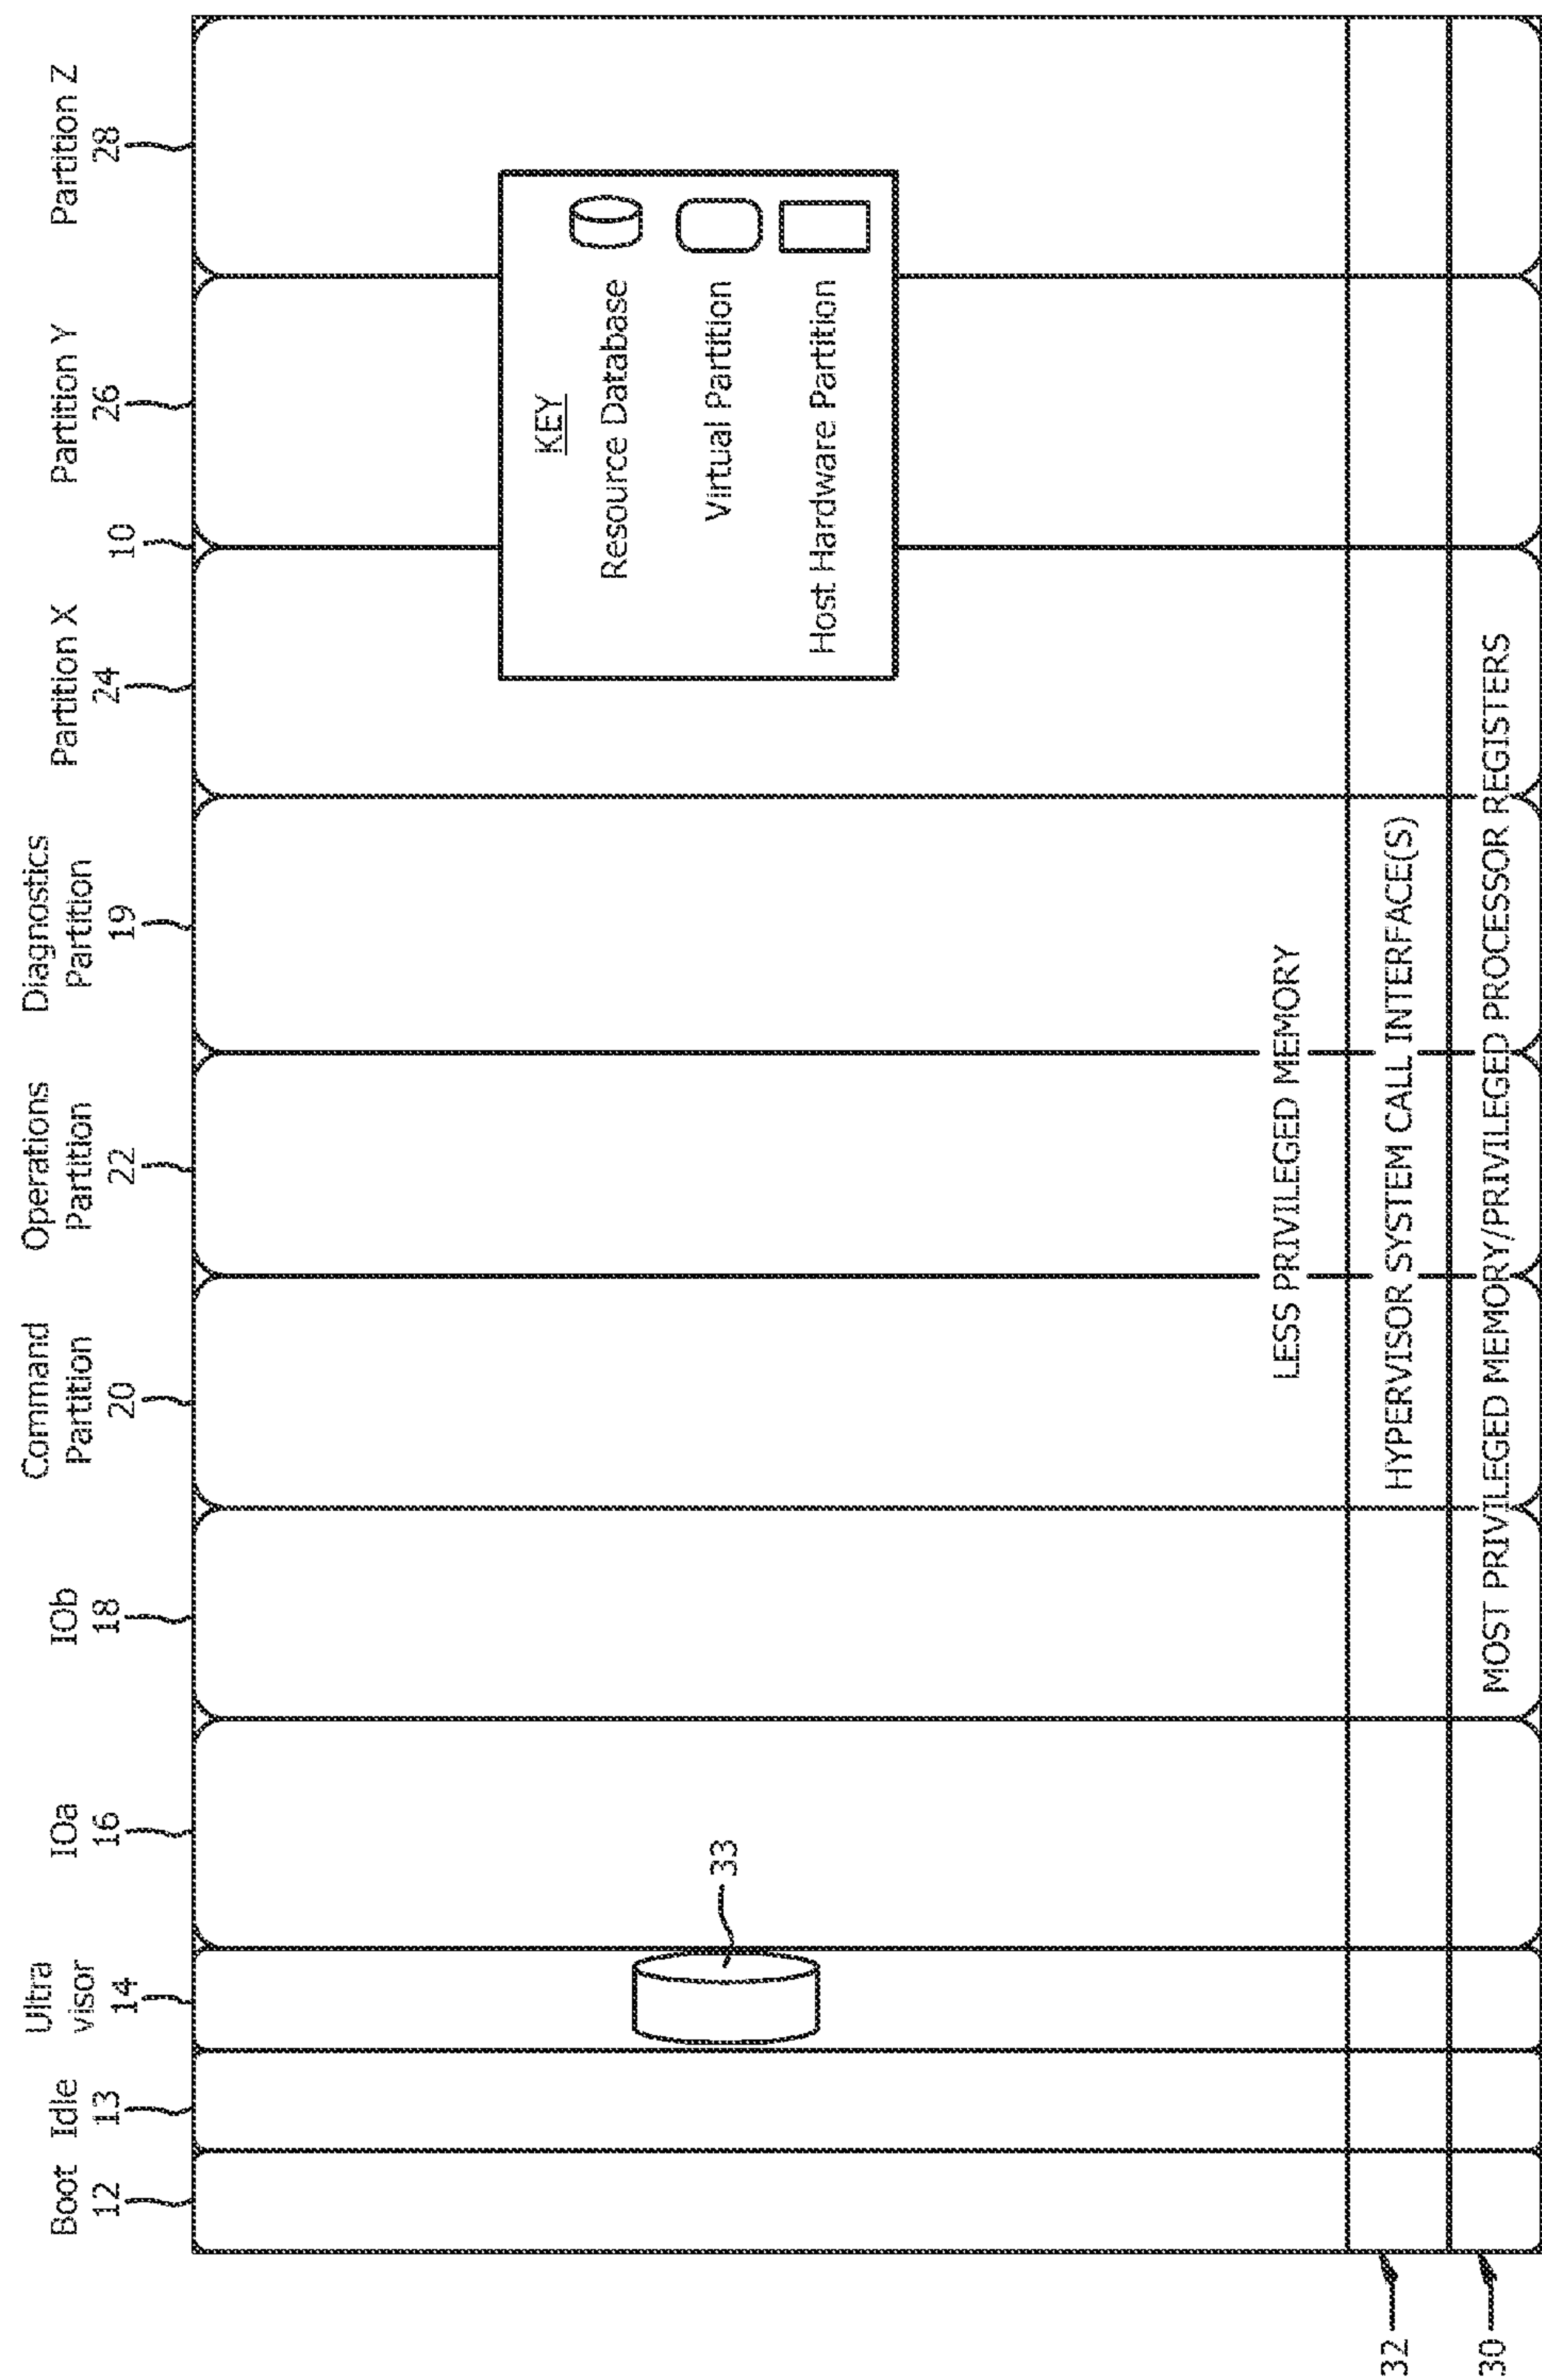 Boot
12
Idle
13
Ultra
visor
14
IOa
16
IOb
18
Command
Partition
20
Operations
Partition
22
Diagnostics
Partition
19
Partition X
24
10
Partition Y
26
Partition Z
28
KEY
Resource Database
Virtual Partition
Host Hardware Partition
33
LESS PRIVILEGED MEMORY
32
HYPERVISOR SYSTEM CALL INTERFACE(S)
30
MOST PRIVILEGED MEMORY/PRIVILEGED PROCESSOR REGISTERS